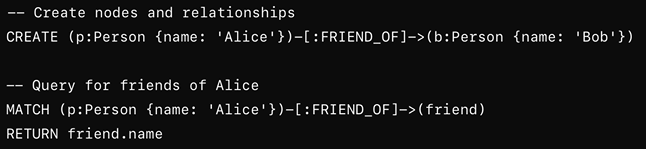 -- Create nodes and relationships
CREATE (p:Person {name: 'Alice'})-[:FRIEND_OF]->(b:Person {name: 'Bob'})
-- Query for friends of Alice
MATCH (p:Person {name: 'Alice'})-[:FRIEND_OF]->(friend)
RETURN friend.name